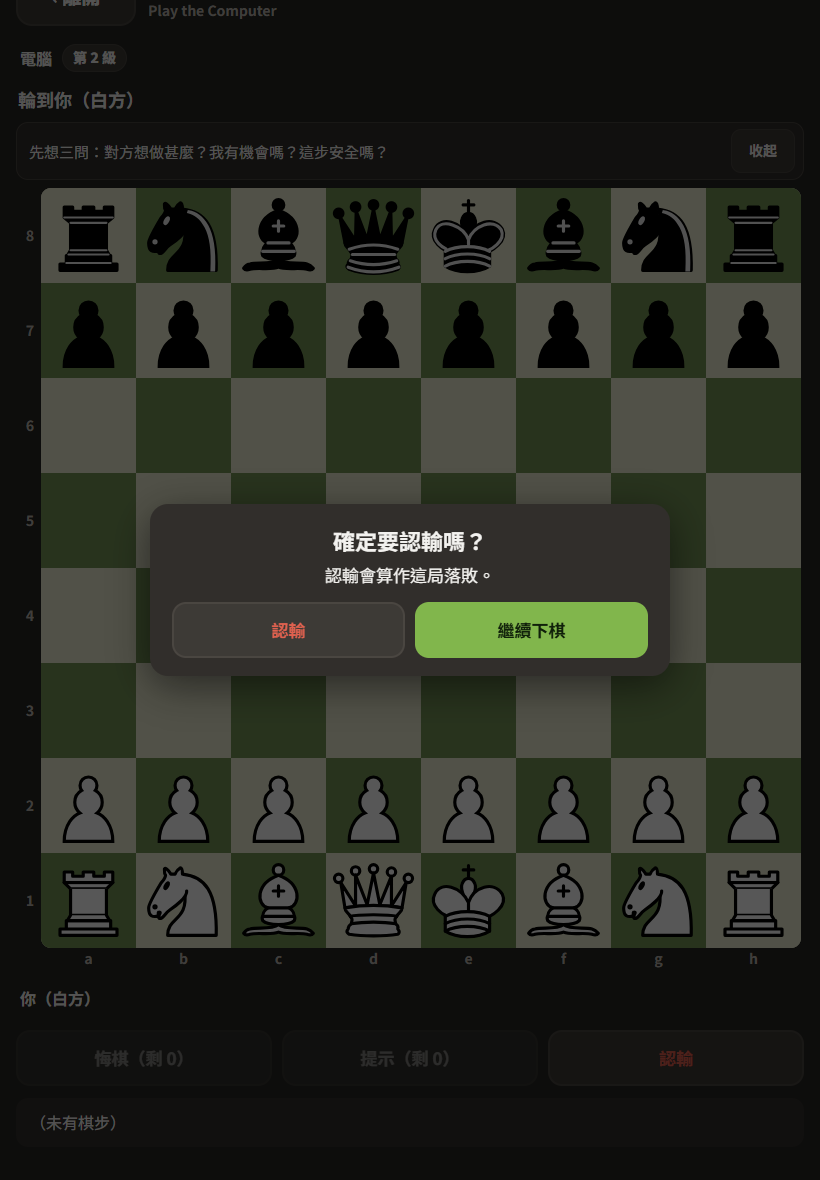 Play the Computer
電腦 第 2 級
輪到你（白方）
先想三問：對方想做甚麼？我有機會嗎？這步安全嗎？ 收起
8
7
6
5
確定要認輸嗎？
認輸會算作這局落敗。
4
認輸 繼續下棋
3
2
1
a b c d e f g h
你（白方）
悔棋（剩 0） 提示（剩 0） 認輸
（未有棋步）